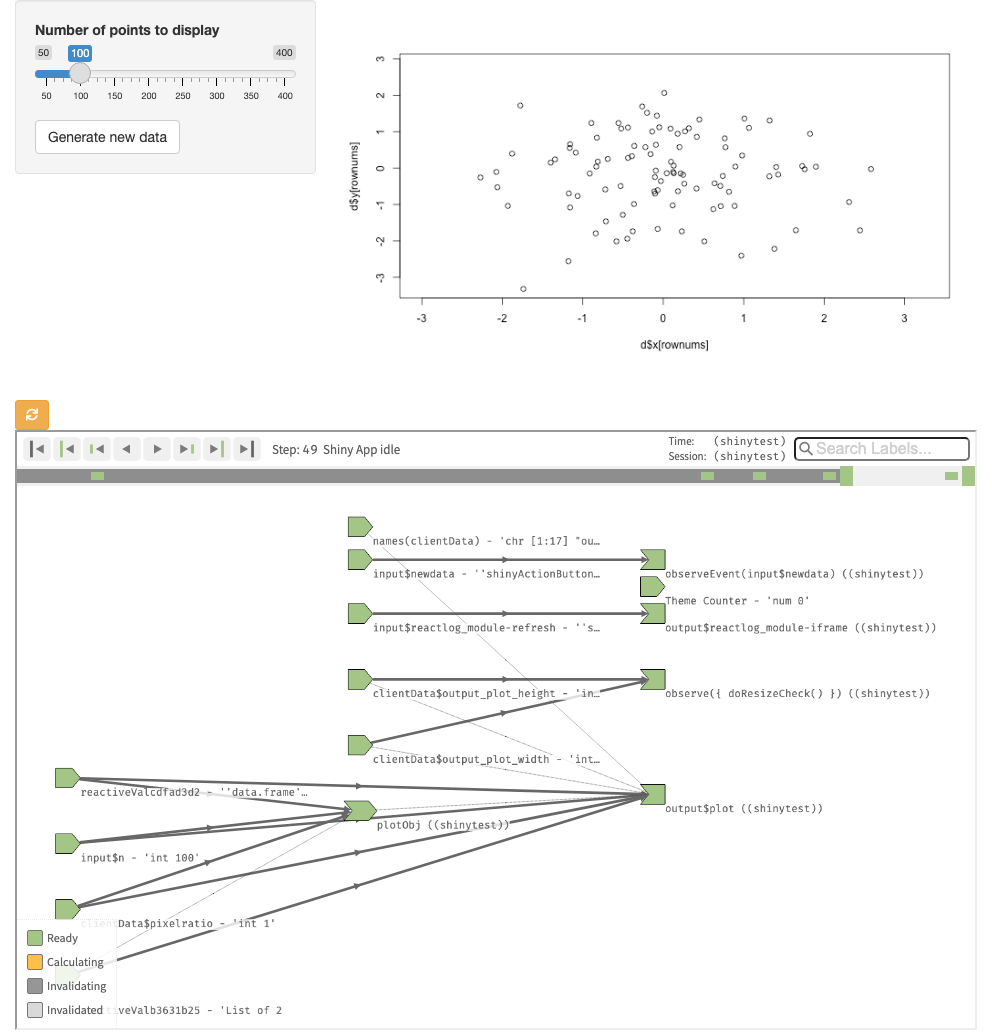 Number of points to display
50 100 400
50 100 150 200 250 300 350 400
Generate new data
3
2
1
0
-1
-2
-3
d$y[rownums]
-3 -2 -1 0 1 2 3
d$x[rownums]
Step: 49 Shiny App idle
Time: (shinytest)
Session: (shinytest)
Search Labels...
names(clientData) - 'chr [1:17] "ou…
input$newdata - ''shinyActionButton…
observeEvent(input$newdata) ((shinytest))
Theme Counter - 'num 0'
input$reactlog_module-refresh - ''s…
output$reactlog_module-iframe ((shinytest))
clientData$output_plot_height - 'in…
observe({ doResizeCheck() }) ((shinytest))
clientData$output_plot_width - 'int…
reactiveValcdfad3d2 - ''data.frame'…
output$plot ((shinytest))
plotObj ((shinytest))
input$n - 'int 100'
clientData$pixelratio - 'int 1'
Ready
Calculating
Invalidating
Invalidated
tiveValb3631b25 - 'List of 2